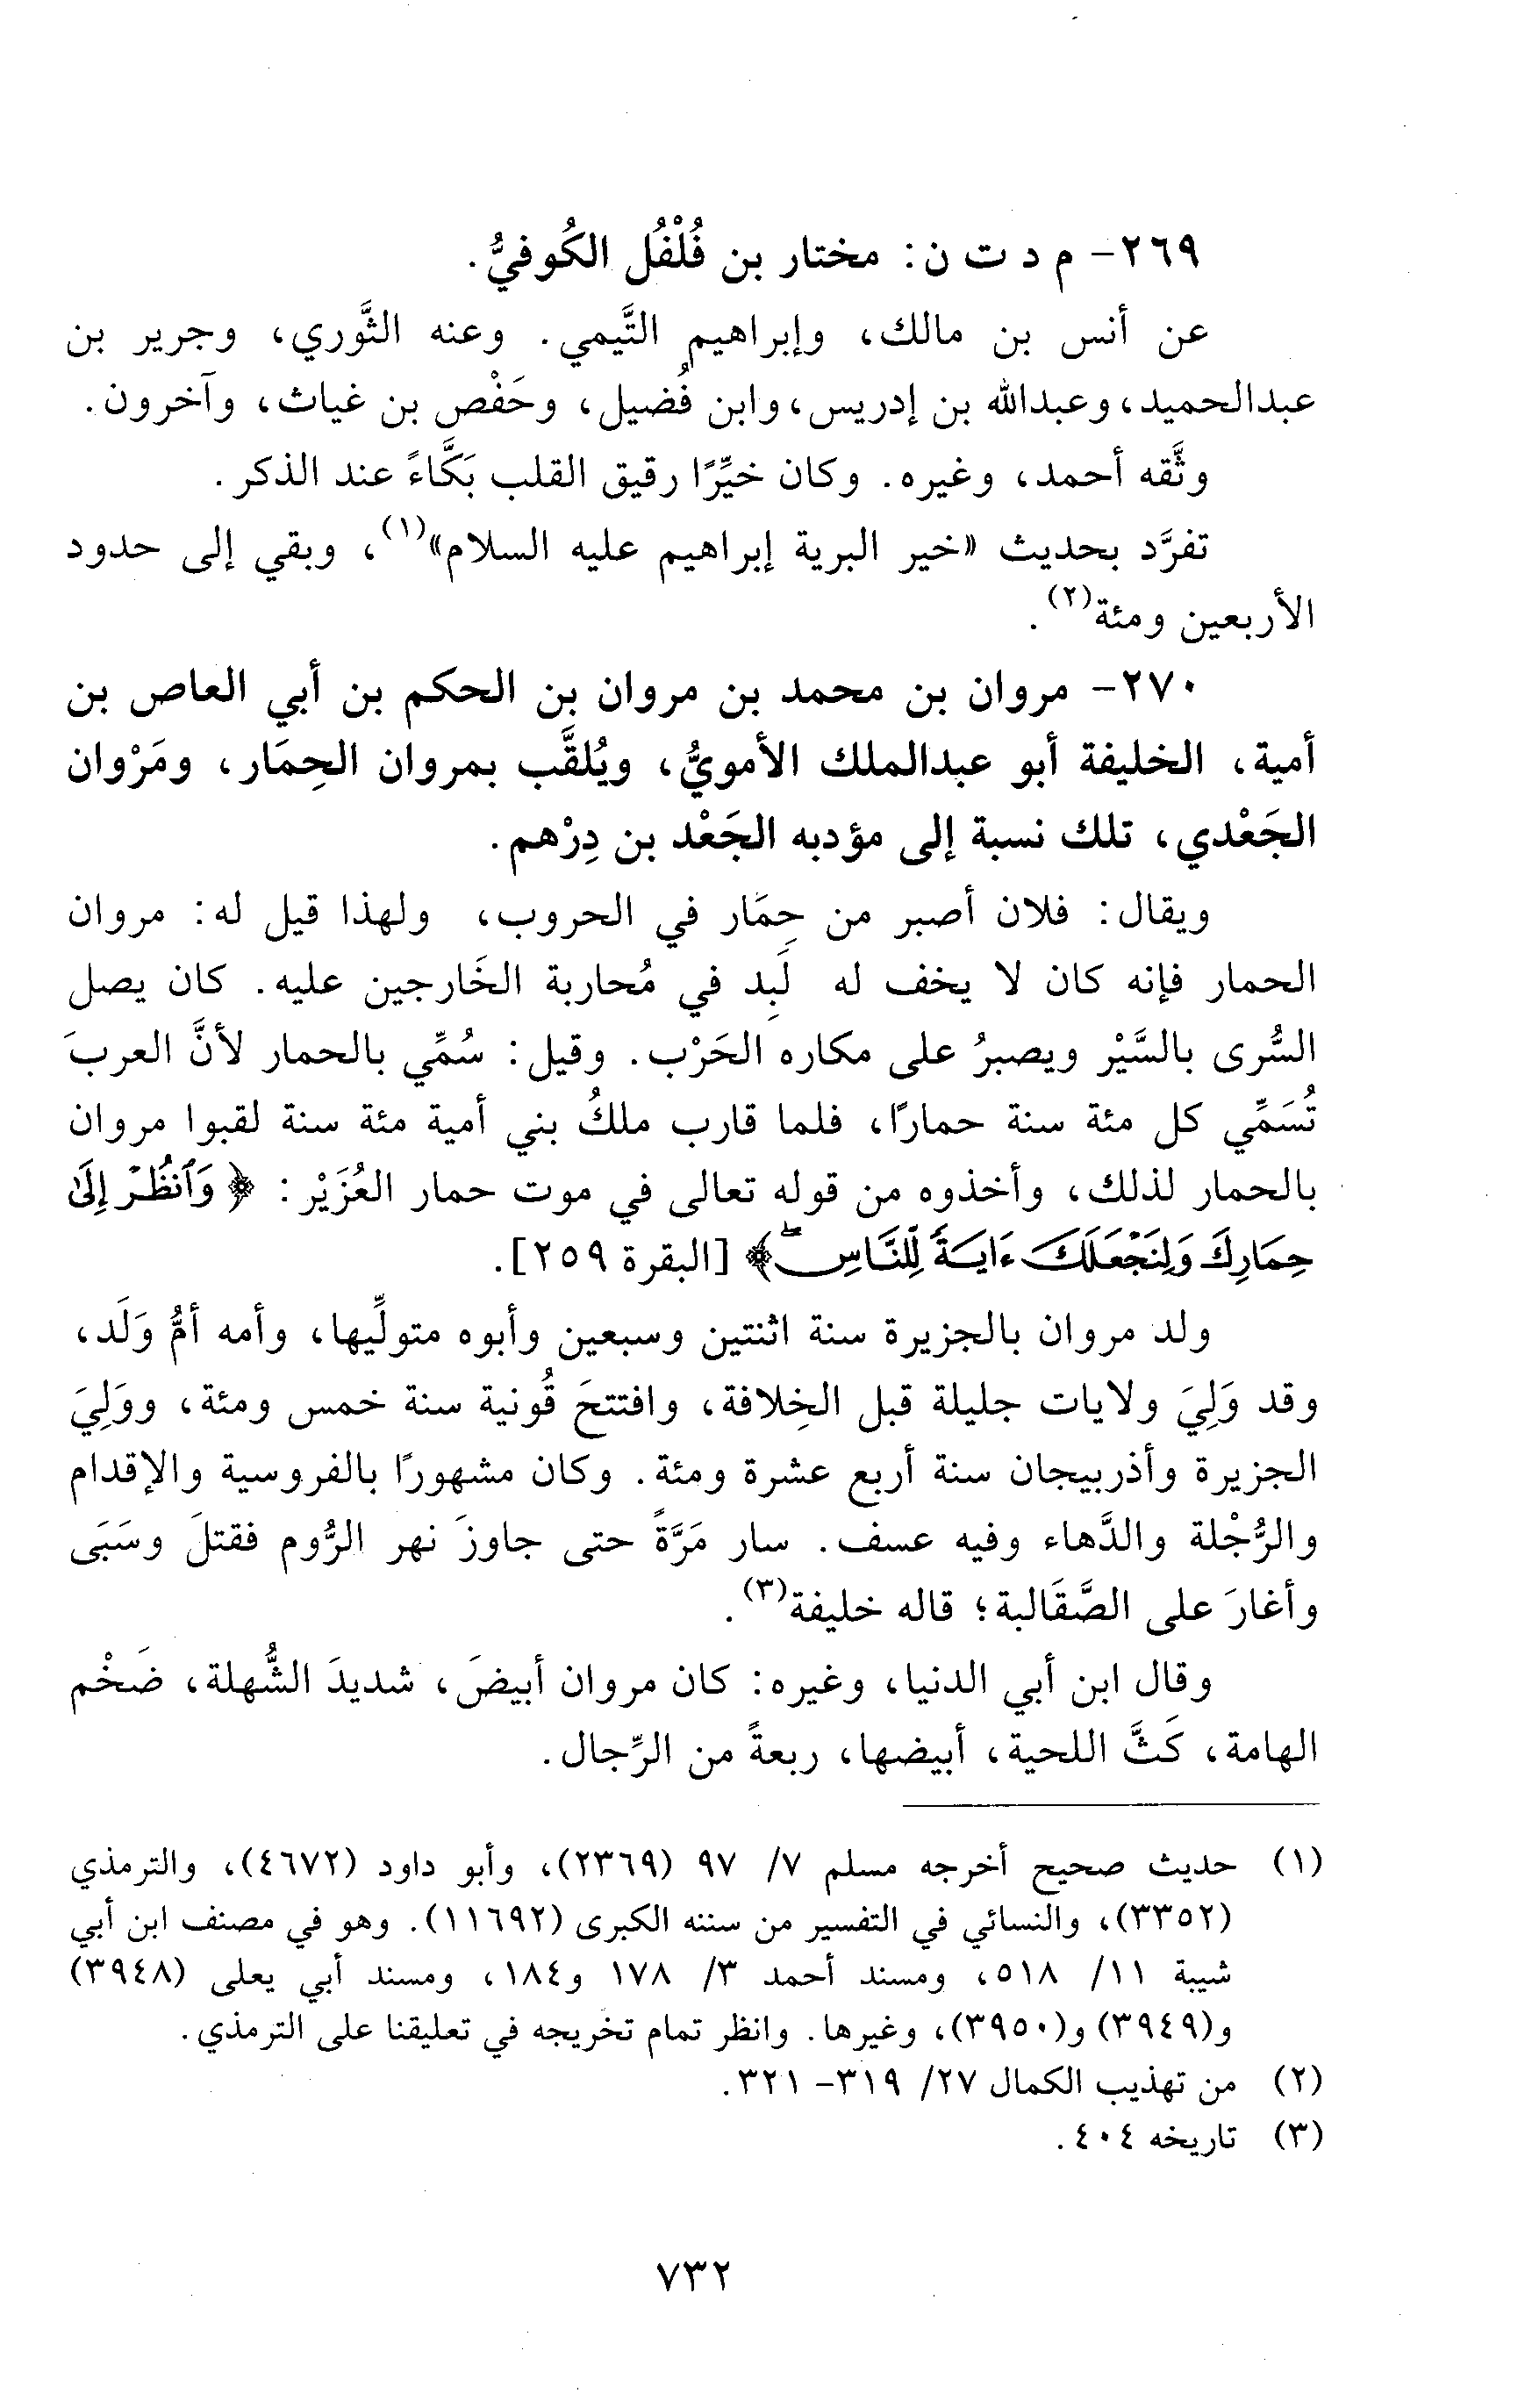 ٢٦٩- م د ت ن: مختار بن فُلْفُل الكُوفيُّ.
عن أنس بن مالك، وإبراهيم التَّيمي. وعنه الثَّوري، وجرير بن
عبدالحميد، وعبدالله بن إدريس، وابن فُضيل، وحَفْص بن غياث، وآخرون.
وثَّقه أحمد، وغيره. وكان خيِّرًا رقيق القلب بَكَّاءً عند الذكر.
تفرَّد بحديث «خير البرية إبراهيم عليه السلام»(١)، وبقي إلى حدود
الأربعين ومئة(٢).
٢٧٠- مروان بن محمد بن مروان بن الحكم بن أبي العاص بن
أمية، الخليفة أبو عبدالملك الأمويُّ، ويُلقَّب بمروان الحِمَار، ومَرْوان
الجَعْدي، تلك نسبة إلى مؤدبه الجَعْد بن دِرْهم.
ويقال: فلان أصبر من حِمَار في الحروب، ولهذا قيل له: مروان
الحمار فإنه كان لا يخف له لَبِد في مُحاربة الخَارجين عليه. كان يصل
السُّرى بالسَّيْر ويصبرُ على مكاره الحَرْب. وقيل: سُمِّي بالحمار لأنَّ العربَ
تُسَمِّي كل مئة سنة حمارًا، فلما قارب ملكُ بني أمية مئة سنة لقبوا مروان
بالحمار لذلك، وأخذوه من قوله تعالى في موت حمار العُزَيْر: ﴿وَٱنظُرْ إِلَىٰ
حِمَارِكَ وَلِنَجْعَلَكَ ءَايَةً لِّلنَّاسِۖ﴾ [البقرة ٢٥٩].
ولد مروان بالجزيرة سنة اثنتين وسبعين وأبوه متولِّيها، وأمه أمُّ وَلَد،
وقد وَلِيَ ولايات جليلة قبل الخِلافة، وافتتحَ قُونية سنة خمس ومئة، ووَلِيَ
الجزيرة وأذربيجان سنة أربع عشرة ومئة. وكان مشهورًا بالفروسية والإقدام
والرُّجْلة والدَّهاء وفيه عسف. سار مَرَّةً حتى جاوزَ نهر الرُّوم فقتلَ وسَبَى
وأغارَ على الصَّقَالبة؛ قاله خليفة(٣).
وقال ابن أبي الدنيا، وغيره: كان مروان أبيضَ، شديدَ الشُّهلة، ضَخْم
الهامة، كَثَّ اللحية، أبيضها، ربعةً من الرِّجال.
(١) حديث صحيح أخرجه مسلم ٧/ ٩٧ (٢٣٦٩)، وأبو داود (٤٦٧٢)، والترمذي
(٣٣٥٢)، والنسائي في التفسير من سننه الكبرى (١١٦٩٢). وهو في مصنف ابن أبي
شيبة ١١/ ٥١٨، ومسند أحمد ٣/ ١٧٨ و١٨٤، ومسند أبي يعلى (٣٩٤٨)
و(٣٩٤٩) و(٣٩٥٠)، وغيرها. وانظر تمام تخريجه في تعليقنا على الترمذي.
(٢) من تهذيب الكمال ٢٧/ ٣١٩- ٣٢١.
(٣) تاريخه ٤٠٤.
٧٣٢